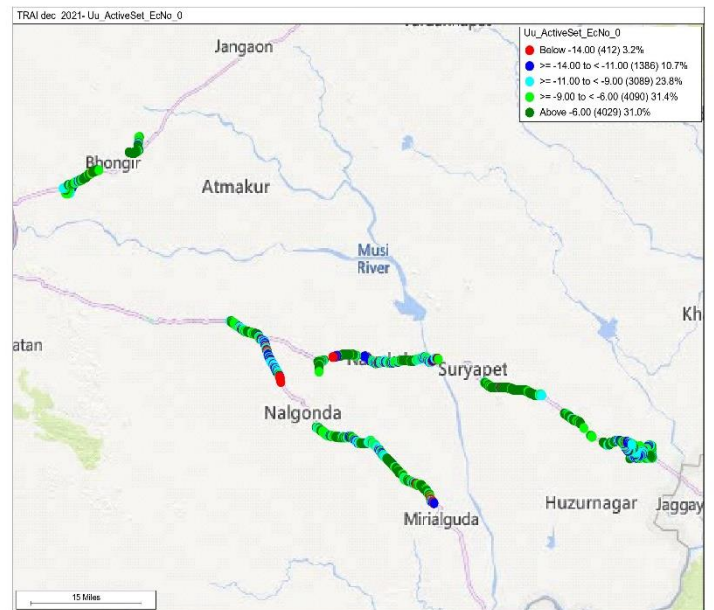 TRAI dec 2021- Uu_ActiveSet_EcNo_0
Uu_ActiveSet_EcNo_0
Below -14.00 (412) 3.2%
>= -14.00 to < -11.00 (1386) 10.7%
>= -11.00 to < -9.00 (3089) 23.8%
>= -9.00 to < -6.00 (4090) 31.4%
Above -6.00 (4029) 31.0%
Jangaon
Bhongir
Atmakur
Musi
River
Kh
atan
Suryapet
Nalgonda
Huzurnagar
Jaggay
Mirialguda
15 Miles